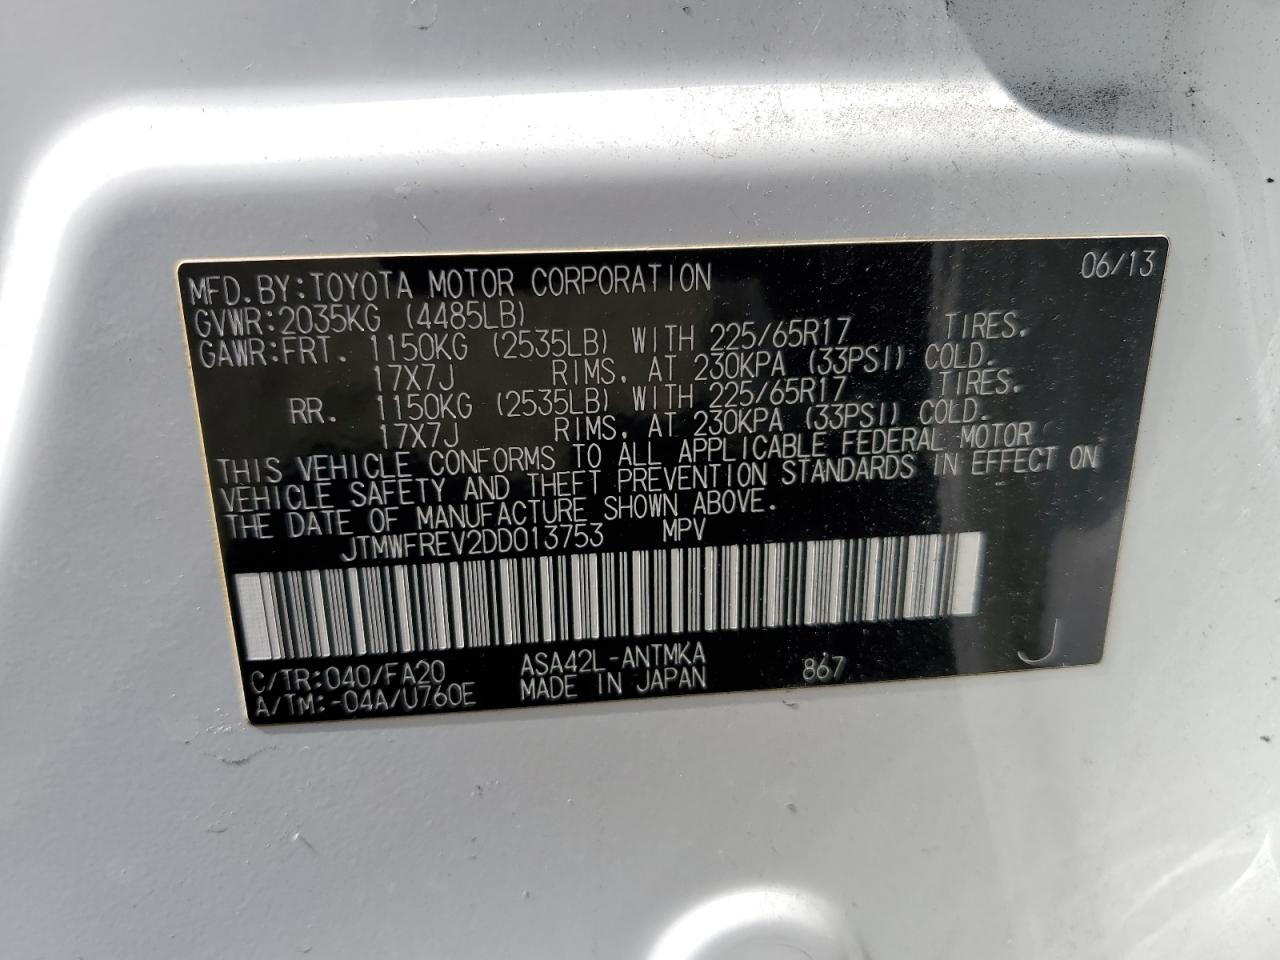 MFD.BY:TOYOTA MOTOR CORPORATION 06/13
GVWR:2035KG (4485LB)
GAWR:FRT. 1150KG (2535LB) WITH 225/65R17 TIRES.
17X7J RIMS, AT 230KPA (33PSI) COLD.
RR. 1150KG (2535LB) WITH 225/65R17 TIRES.
17X7J RIMS, AT 230KPA (33PSI) COLD.
THIS VEHICLE CONFORMS TO ALL APPLICABLE FEDERAL MOTOR
VEHICLE SAFETY AND THEFT PREVENTION STANDARDS IN EFFECT ON
THE DATE OF MANUFACTURE SHOWN ABOVE.
JTMWFREV2DD013753 MPV
C/TR:040/FA20 ASA42L-ANTMKA 867 J
A/TM:-04A/U760E MADE IN JAPAN